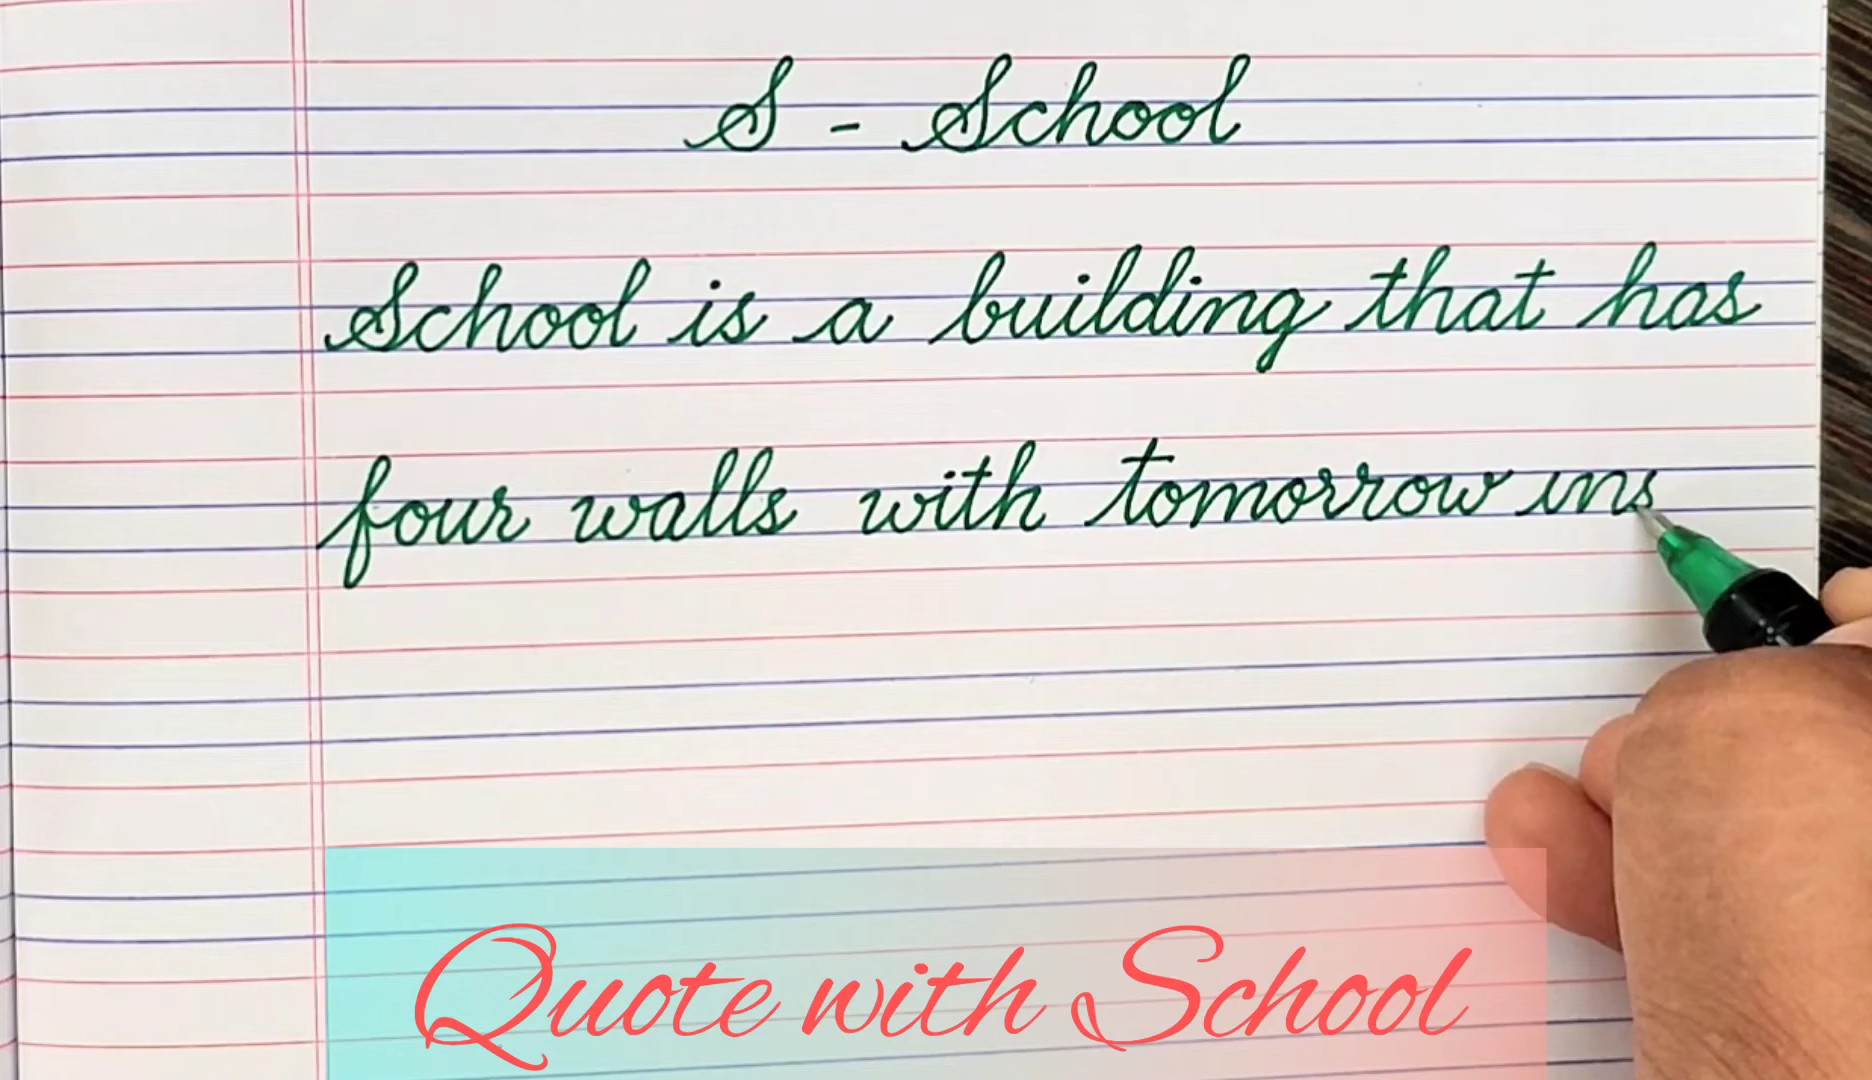 S - School
School is a building that has
four walls with tomorrow ins
Quote with School